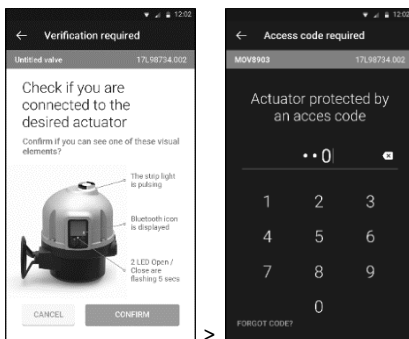 12:02
Verification required
Untitled valve 17L98734.002
Check if you are
connected to the
desired actuator
Confirm if you can see one of these visual
elements?
The strip light
is pulsing
Bluetooth icon
is displayed
2 LED Open /
Close are
flashing 5 secs
CANCEL CONFIRM
>
12:02
Access code required
MOV8903 17L98734.002
Actuator protected by
an acces code
••0
1 2 3
4 5 6
7 8 9
0
FORGOT CODE?